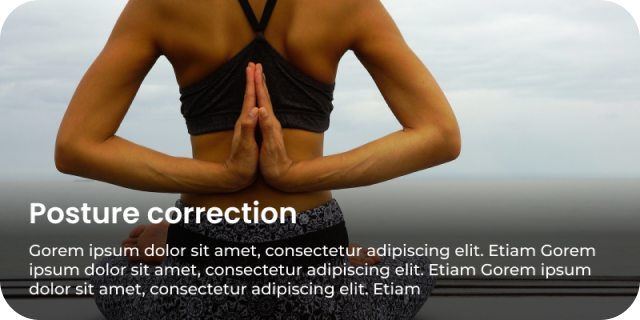 Posture correction
Gorem ipsum dolor sit amet, consectetur adipiscing elit. Etiam Gorem
ipsum dolor sit amet, consectetur adipiscing elit. Etiam Gorem ipsum
dolor sit amet, consectetur adipiscing elit. Etiam